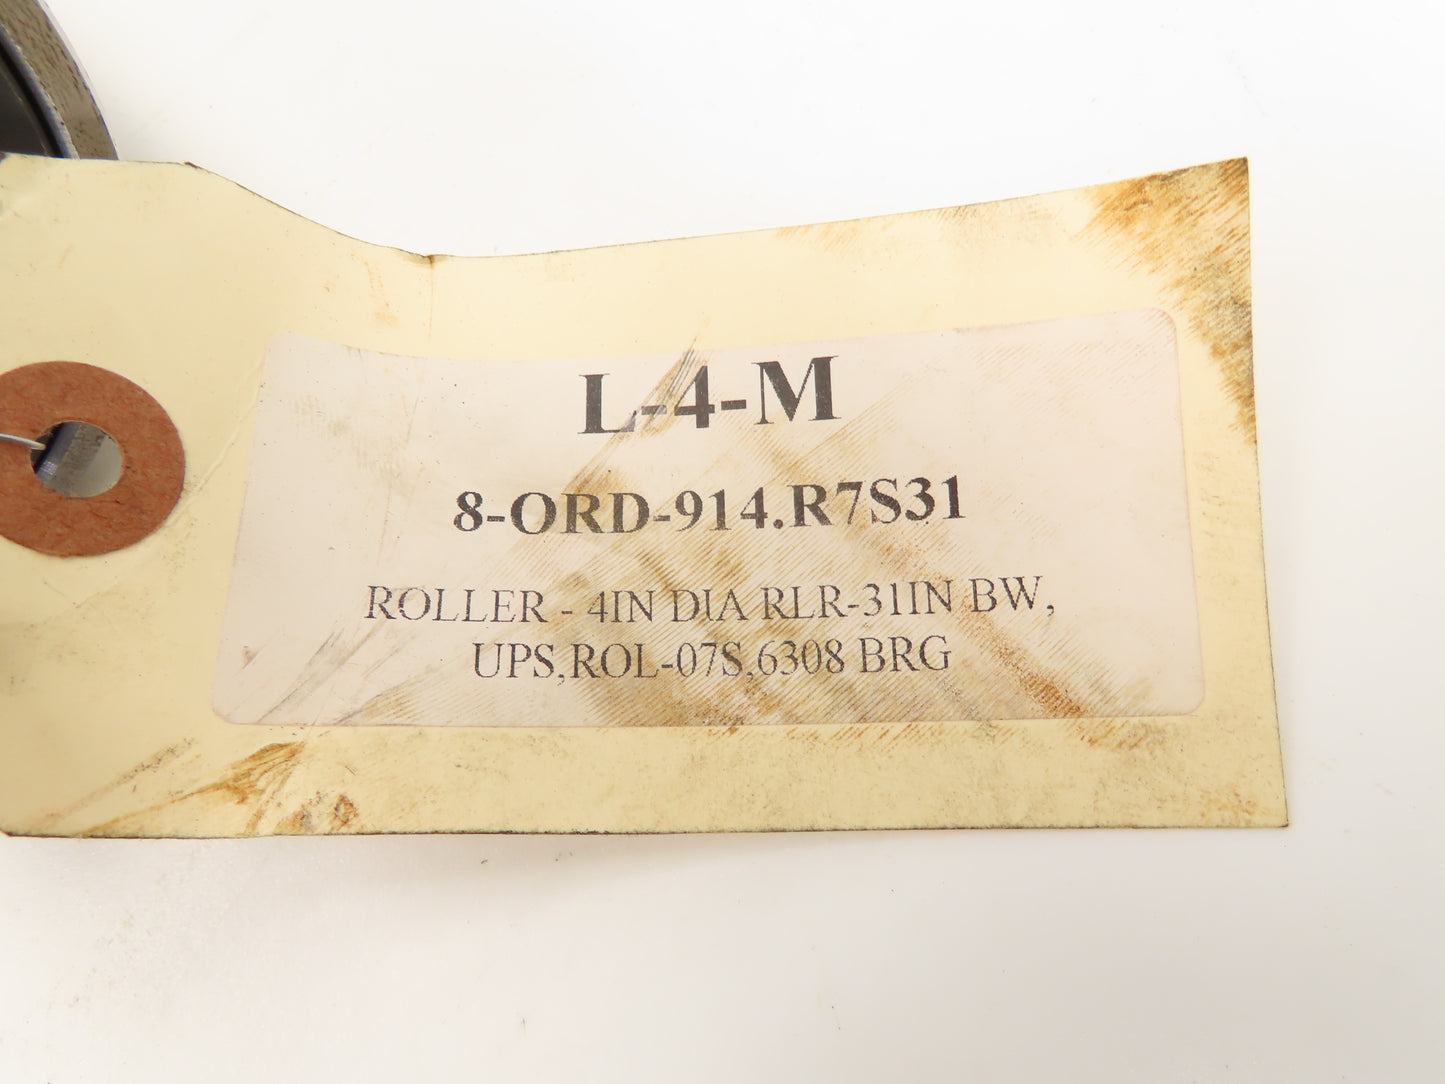 L-4-M
8-ORD-914.R7S31
ROLLER - 4IN DIA RLR-31IN BW,
UPS,ROL-07S,6308 BRG